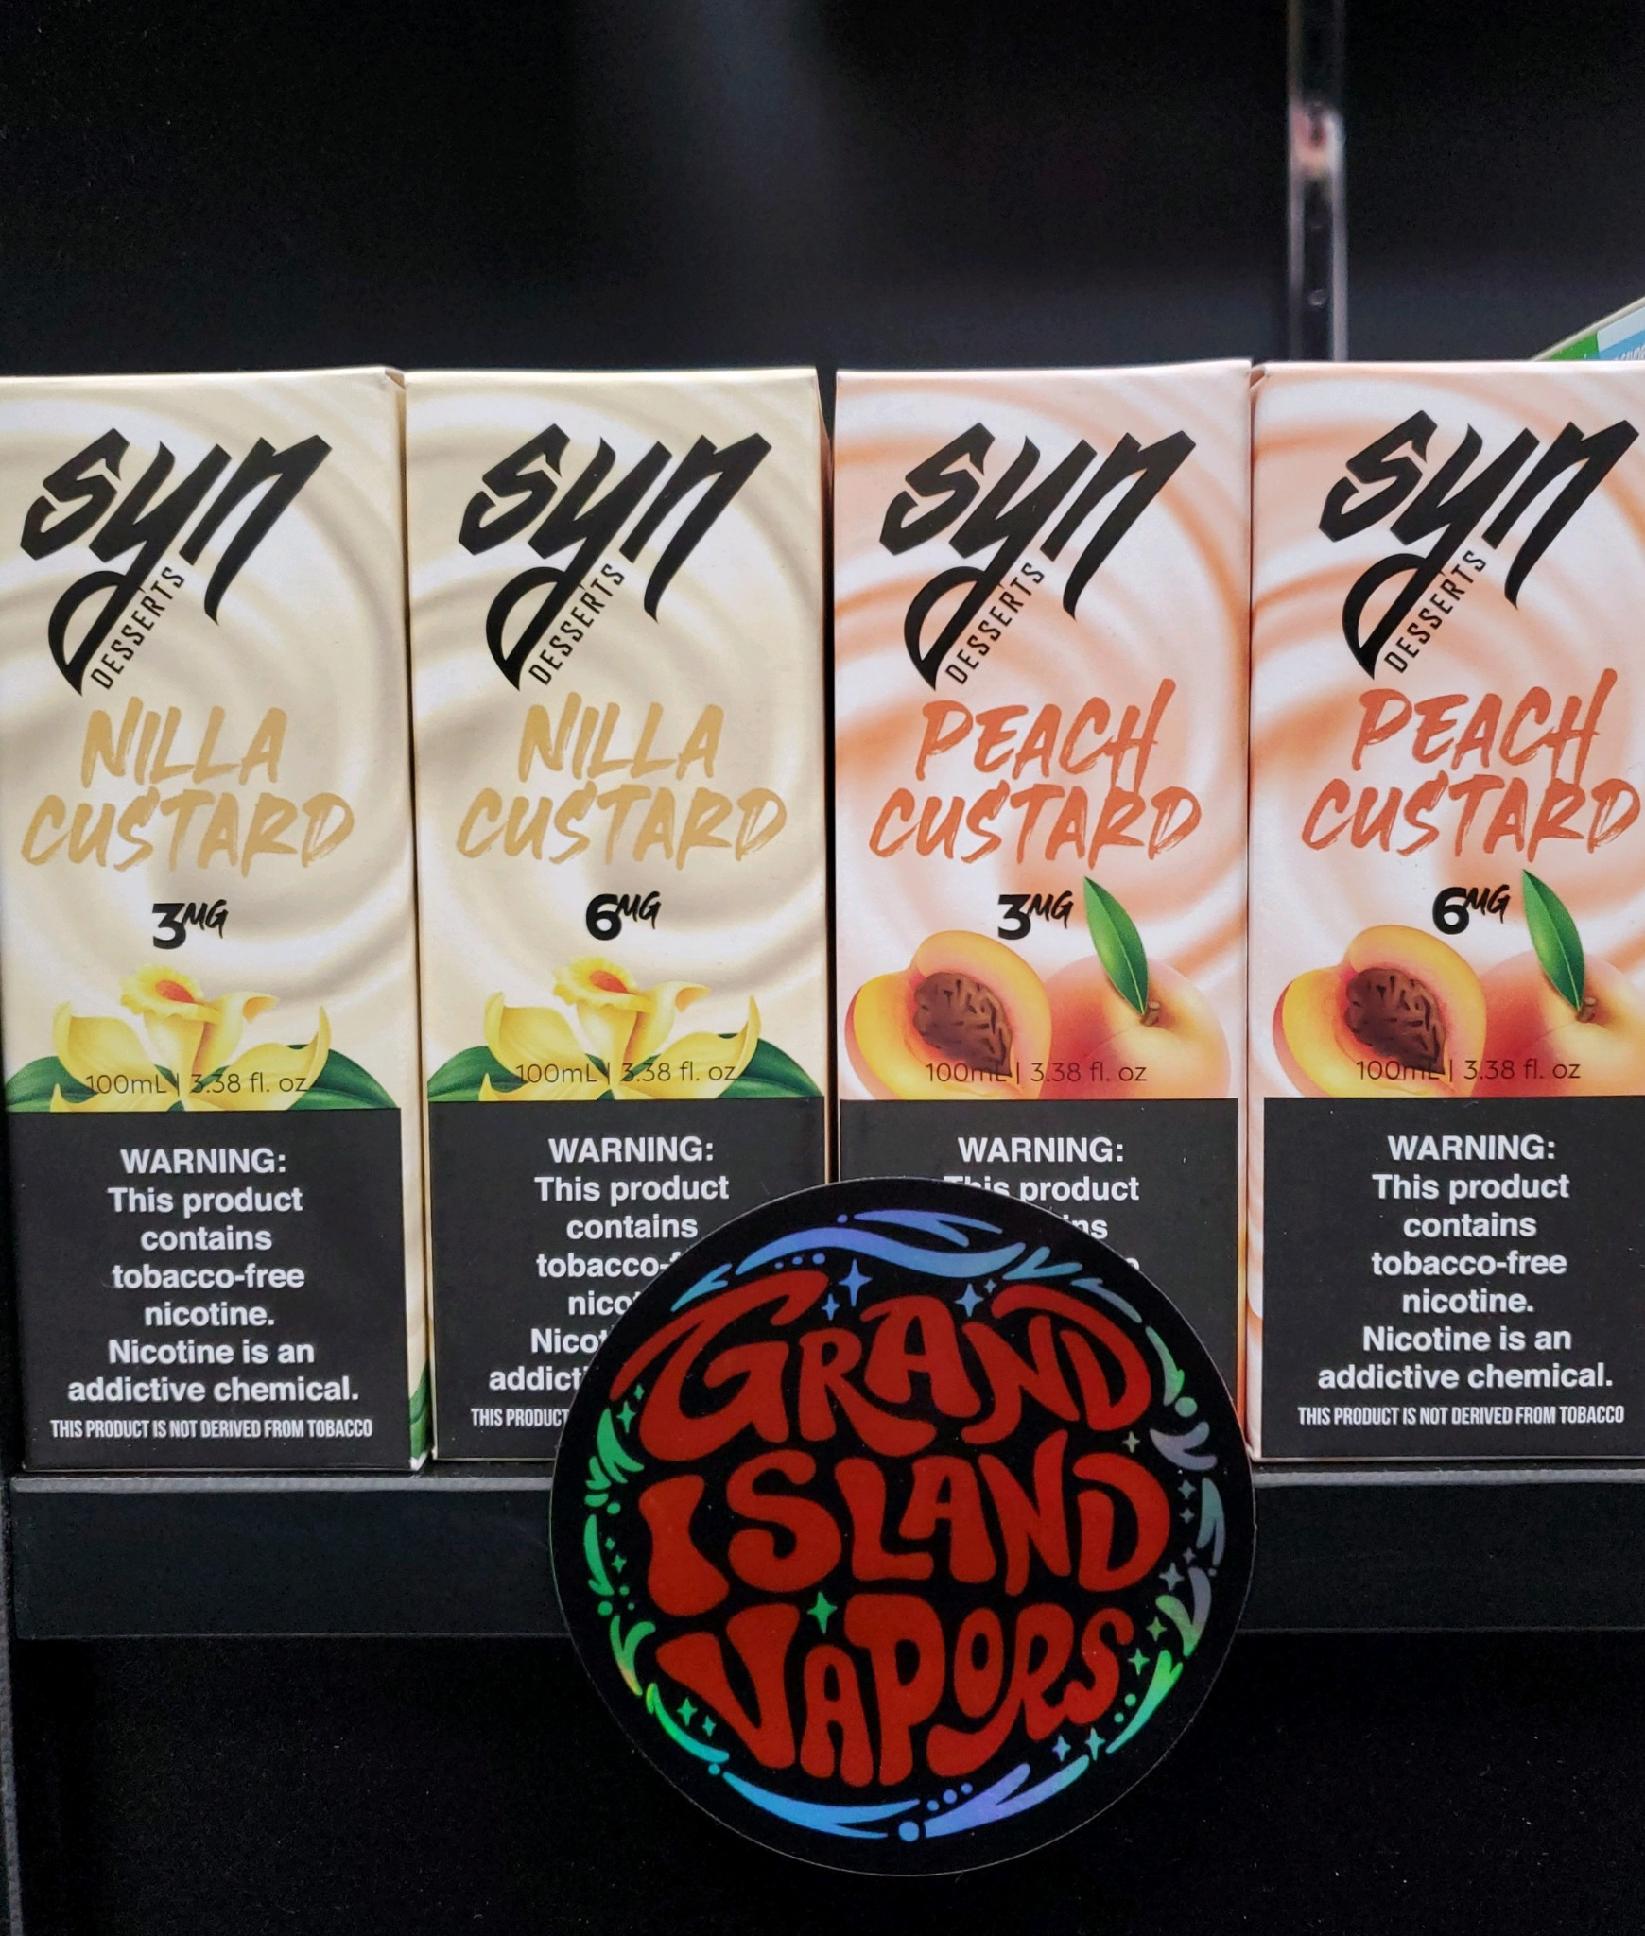 syn
DESSERTS
NILLA
CUSTARD
3MG
100mL | 3.38 fl. oz
WARNING:
This product
contains
tobacco-free
nicotine.
Nicotine is an
addictive chemical.
THIS PRODUCT IS NOT DERIVED FROM TOBACCO
syn
DESSERTS
NILLA
CUSTARD
6MG
100mL | 3.38 fl. oz
WARNING:
This product
contains
THIS PRODUCT
syn
DESSERTS
PEACH
CUSTARD
3MG
100mL | 3.38 fl. oz
WARNING:
This product
syn
DESSERTS
PEACH
CUSTARD
6MG
100mL | 3.38 fl. oz
WARNING:
This product
contains
tobacco-free
nicotine.
Nicotine is an
addictive chemical.
THIS PRODUCT IS NOT DERIVED FROM TOBACCO
GRAND
ISLAND
VAPORS